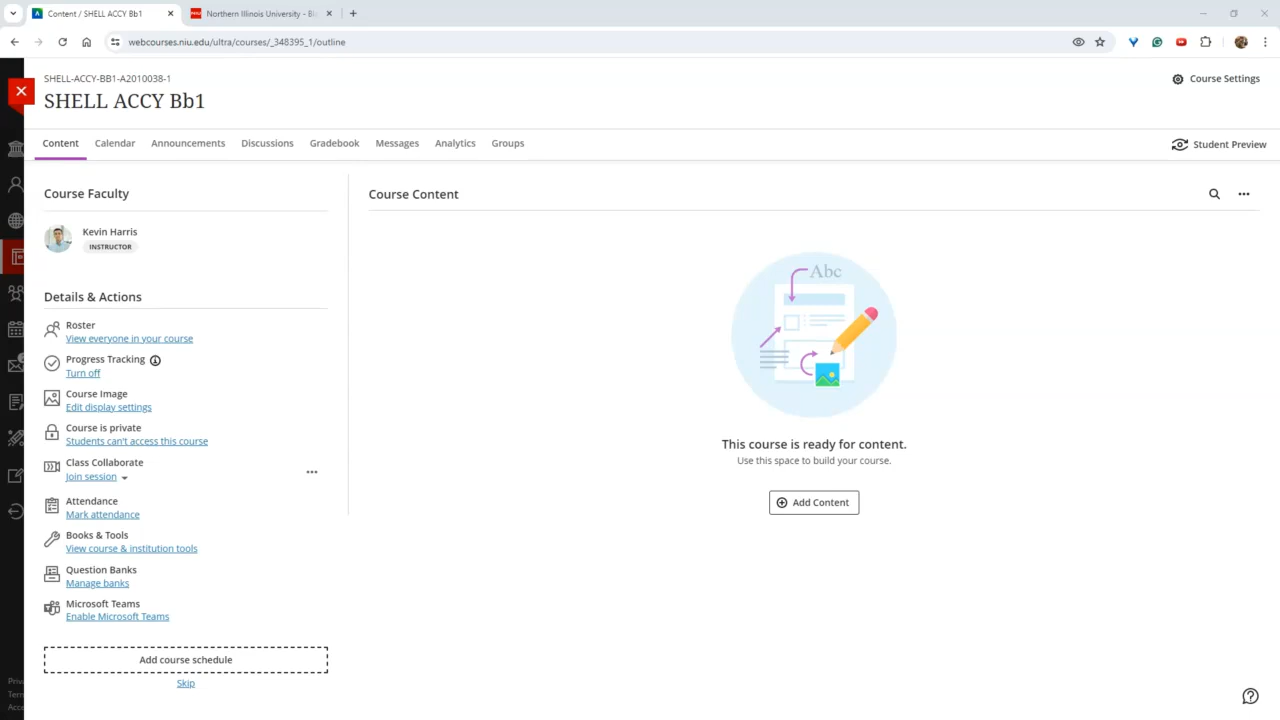 Content / SHELL ACCY Bb1
Northern Illinois University - Bl
webcourses.niu.edu/ultra/courses/_348395_1/outline
SHELL-ACCY-BB1-A2010038-1
SHELL ACCY Bb1
Course Settings
Content
Calendar
Announcements
Discussions
Gradebook
Messages
Analytics
Groups
Student Preview
Course Faculty
Kevin Harris
INSTRUCTOR
Details & Actions
Roster
View everyone in your course
Progress Tracking
Turn off
Course Image
Edit display settings
Course is private
Students can't access this course
Class Collaborate
Join session
Attendance
Mark attendance
Books & Tools
View course & institution tools
Question Banks
Manage banks
Microsoft Teams
Enable Microsoft Teams
Add course schedule
Skip
Course Content
Abc
This course is ready for content.
Use this space to build your course.
Add Content
Priv
Term
Acce